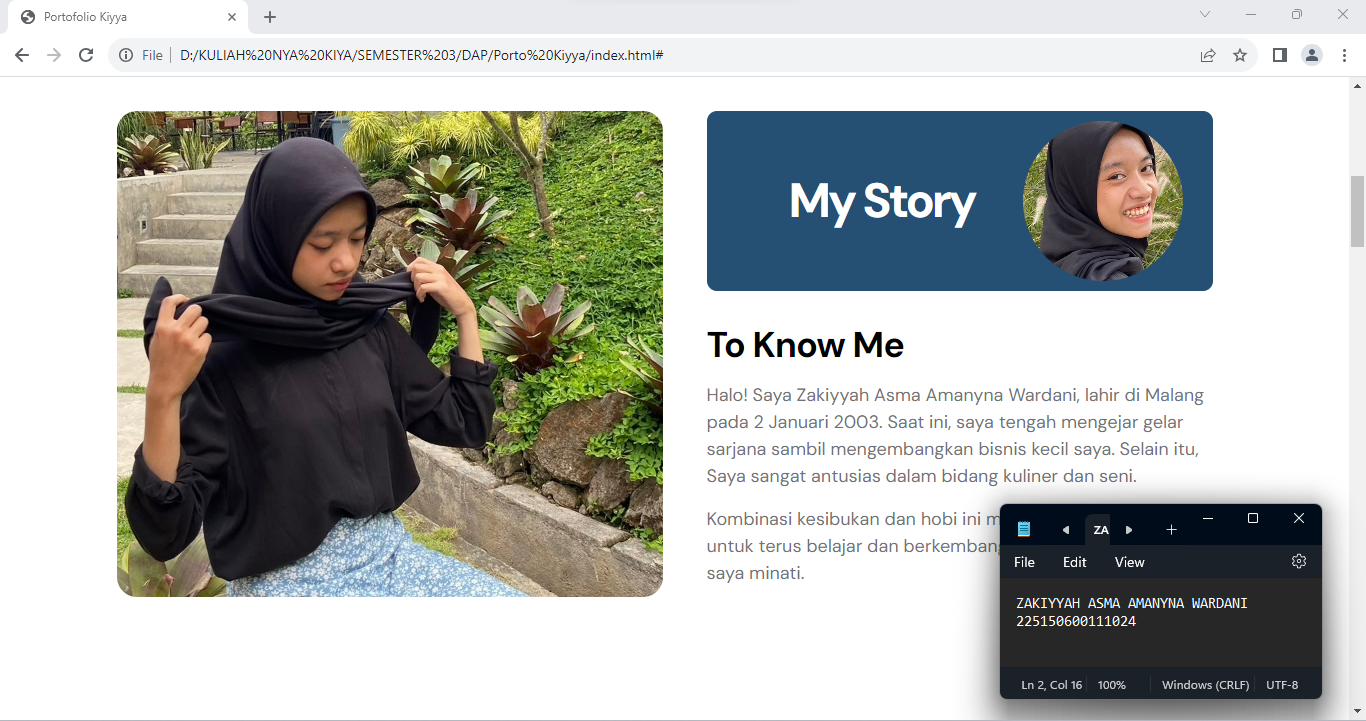 Portofolio Kiyya
File
D:/KULIAH%20NYA%20KIYA/SEMESTER%203/DAP/Porto%20Kiyya/index.html#
My Story
To Know Me
Halo! Saya Zakiyyah Asma Amanyna Wardani, lahir di Malang
pada 2 Januari 2003. Saat ini, saya tengah mengejar gelar
sarjana sambil mengembangkan bisnis kecil saya. Selain itu,
Saya sangat antusias dalam bidang kuliner dan seni.
Kombinasi kesibukan dan hobi ini m
untuk terus belajar dan berkembang
saya minati.
ZA
File Edit View
ZAKIYYAH ASMA AMANYNA WARDANI
225150600111024
Ln 2, Col 16 100% Windows (CRLF) UTF-8